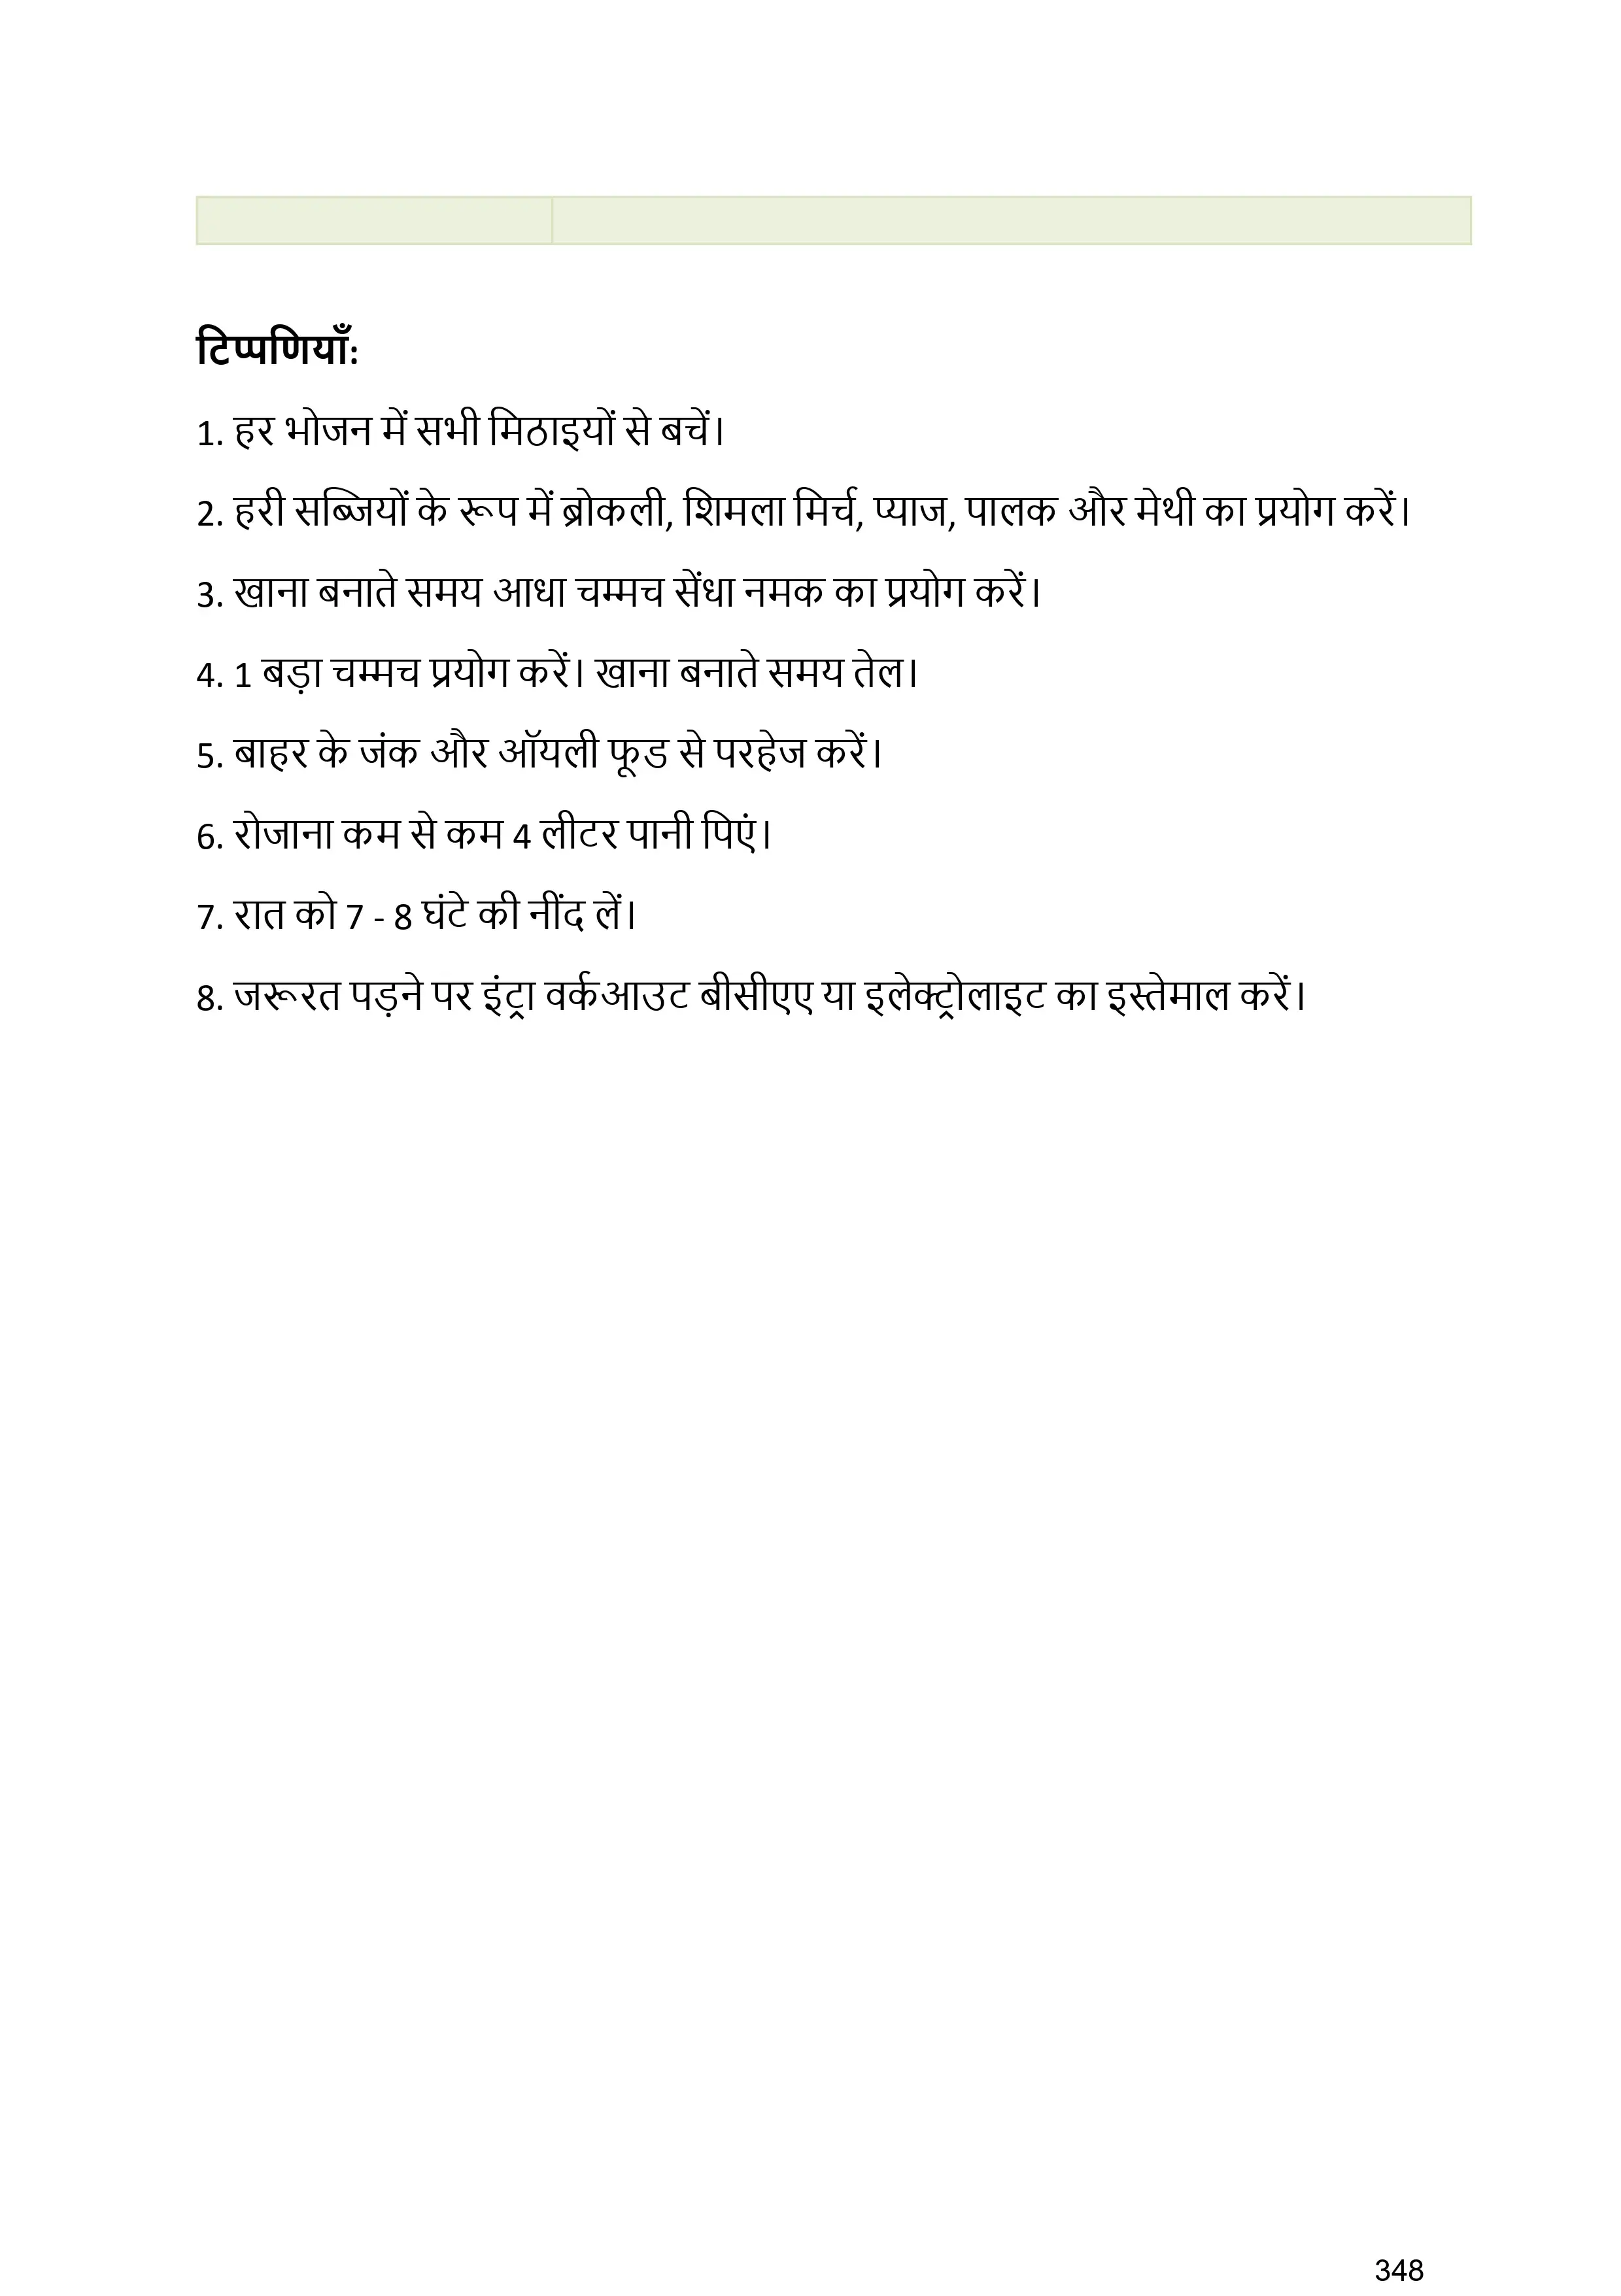 टिप्पणियाँ:
1. हर भोजन में सभी मिठाइयों से बचें।
2. हरी सब्जियों के रूप में ब्रोकली, शिमला मिर्च, प्याज, पालक और मेथी का प्रयोग करें।
3. खाना बनाते समय आधा चम्मच सेंधा नमक का प्रयोग करें।
4. 1 बड़ा चम्मच प्रयोग करें। खाना बनाते समय तेल।
5. बाहर के जंक और ऑयली फूड से परहेज करें।
6. रोजाना कम से कम 4 लीटर पानी पिएं।
7. रात को 7 - 8 घंटे की नींद लें।
8. जरूरत पड़ने पर इंट्रा वर्कआउट बीसीएए या इलेक्ट्रोलाइट का इस्तेमाल करें।
348